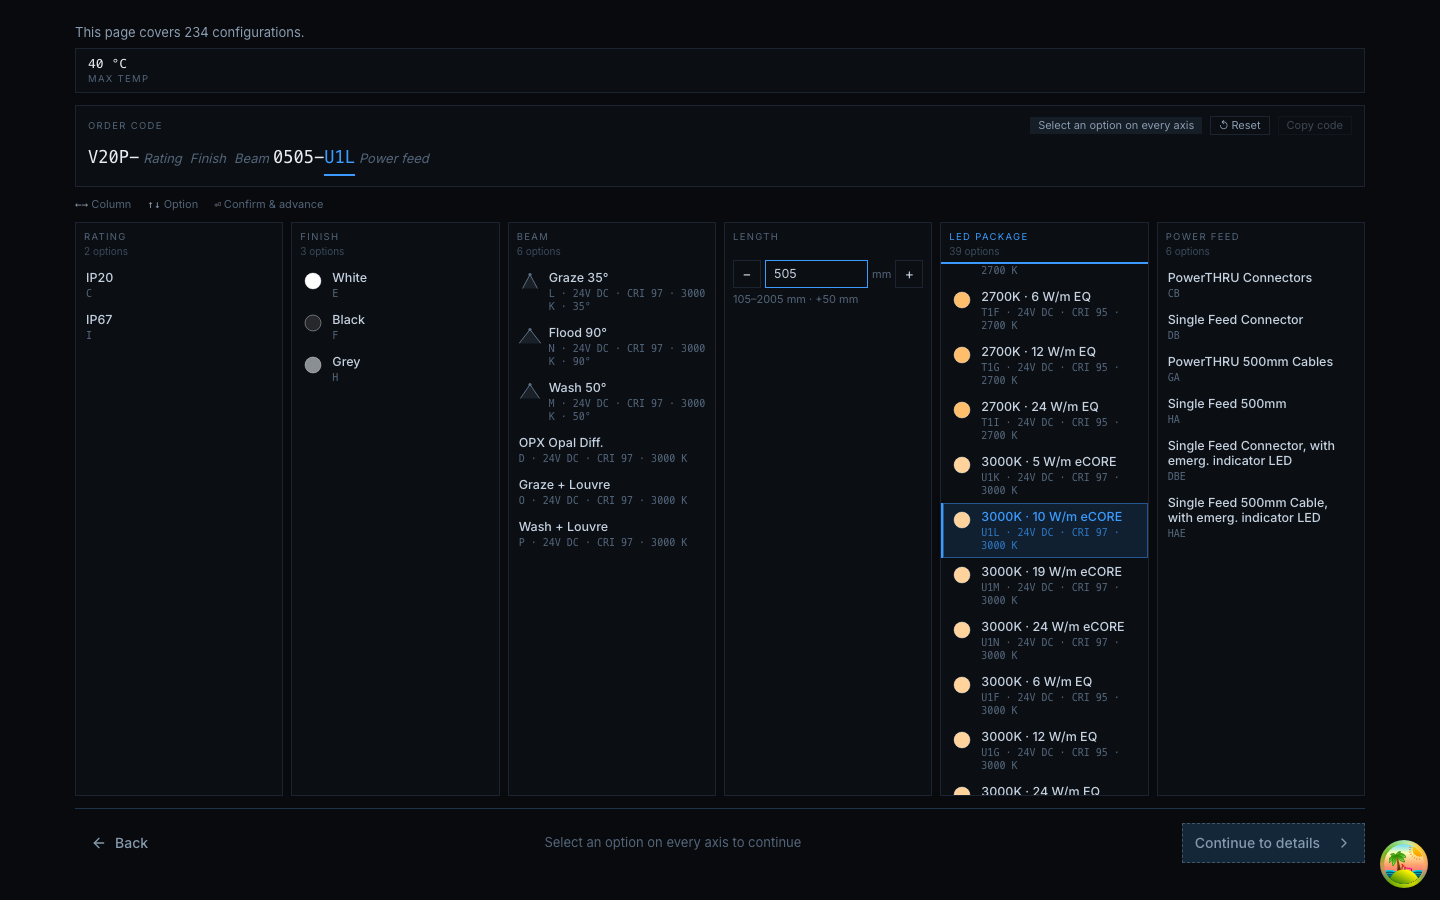 This page covers 234 configurations.
40 °C
MAX TEMP
ORDER CODE
Select an option on every axis
↺ Reset
Copy code
V20P– Rating Finish Beam 0505–U1L Power feed
←→ Column ↑↓ Option ⏎ Confirm & advance
RATING
2 options
IP20
C
IP67
I
FINISH
3 options
White
E
Black
F
Grey
H
BEAM
6 options
Graze 35°
L · 24V DC · CRI 97 · 3000
K · 35°
Flood 90°
N · 24V DC · CRI 97 · 3000
K · 90°
Wash 50°
M · 24V DC · CRI 97 · 3000
K · 50°
OPX Opal Diff.
D · 24V DC · CRI 97 · 3000 K
Graze + Louvre
O · 24V DC · CRI 97 · 3000 K
Wash + Louvre
P · 24V DC · CRI 97 · 3000 K
LENGTH
− 505 mm +
105–2005 mm · +50 mm
LED PACKAGE
39 options
2700 K
2700K · 6 W/m EQ
T1F · 24V DC · CRI 95 ·
2700 K
2700K · 12 W/m EQ
T1G · 24V DC · CRI 95 ·
2700 K
2700K · 24 W/m EQ
T1I · 24V DC · CRI 95 ·
2700 K
3000K · 5 W/m eCORE
U1K · 24V DC · CRI 97 ·
3000 K
3000K · 10 W/m eCORE
U1L · 24V DC · CRI 97 ·
3000 K
3000K · 19 W/m eCORE
U1M · 24V DC · CRI 97 ·
3000 K
3000K · 24 W/m eCORE
U1N · 24V DC · CRI 97 ·
3000 K
3000K · 6 W/m EQ
U1F · 24V DC · CRI 95 ·
3000 K
3000K · 12 W/m EQ
U1G · 24V DC · CRI 95 ·
3000 K
3000K · 24 W/m EQ
POWER FEED
6 options
PowerTHRU Connectors
CB
Single Feed Connector
DB
PowerTHRU 500mm Cables
GA
Single Feed 500mm
HA
Single Feed Connector, with
emerg. indicator LED
DBE
Single Feed 500mm Cable,
with emerg. indicator LED
HAE
← Back
Select an option on every axis to continue
Continue to details